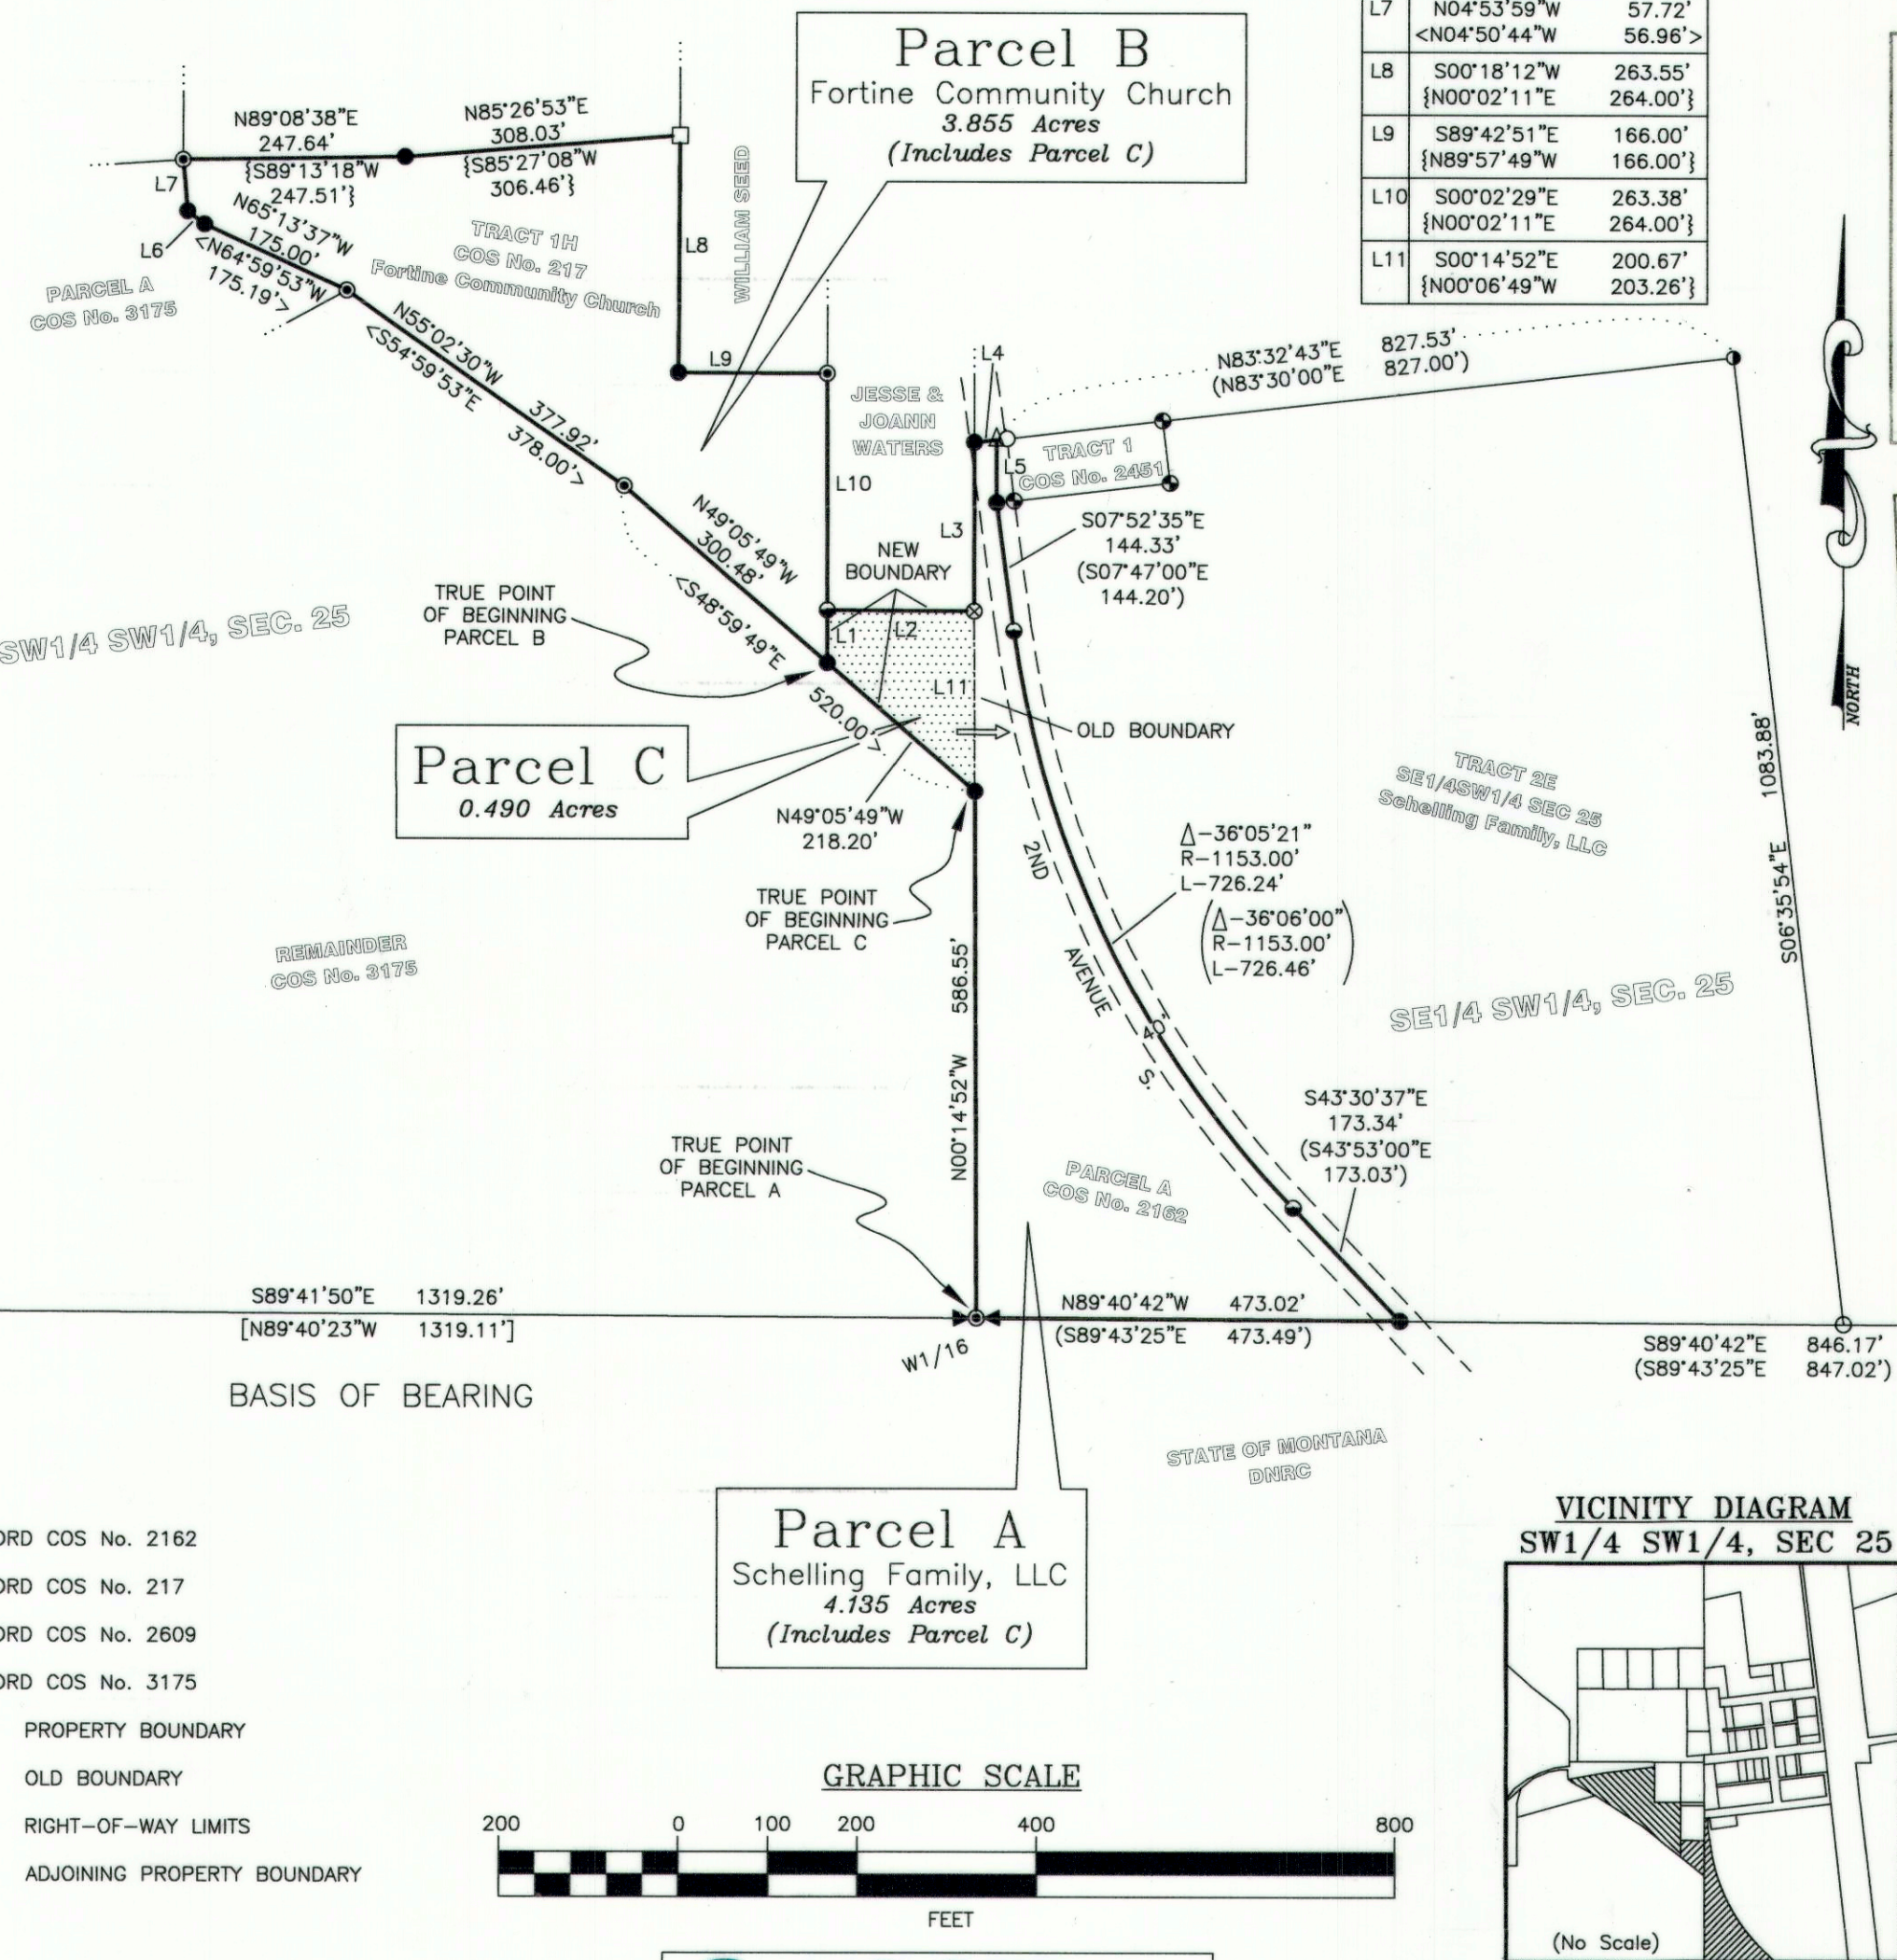 Parcel B
Fortine Community Church
3.855 Acres
(Includes Parcel C)
L7 N04°53'59"W 57.72'
<N04°50'44"W 56.96'>
L8 S00°18'12"W 263.55'
{N00°02'11"E 264.00'}
L9 S89°42'51"E 166.00'
{N89°57'49"W 166.00'}
L10 S00°02'29"E 263.38'
{N00°02'11"E 264.00'}
L11 S00°14'52"E 200.67'
{N00°06'49"W 203.26'}
N89°08'38"E
247.64'
{S89°13'18"W
247.51'}
N85°26'53"E
308.03'
{S85°27'08"W
306.46'}
L7
L6
N65°13'37"W
175.00'
<N64°59'53"W
175.19'>
TRACT 1H
COS No. 217
Fortine Community Church
L8
WILLIAM SEED
PARCEL A
COS No. 3175
N55°02'30"W 377.92'
<S54°59'53"E 378.00'>
L9
JESSE &
JOANN
WATERS
L4
N83°32'43"E 827.53'
(N83°30'00"E 827.00')
TRACT 1
COS No. 2451
L5
L10
L3
S07°52'35"E
144.33'
(S07°47'00"E
144.20')
N49°05'49"W
300.48'
<S48°59'49"E 520.00'>
NEW
BOUNDARY
TRUE POINT
OF BEGINNING
PARCEL B
L1
L2
L11
OLD BOUNDARY
SW1/4 SW1/4, SEC. 25
Parcel C
0.490 Acres
N49°05'49"W
218.20'
TRUE POINT
OF BEGINNING
PARCEL C
NORTH
1083.88'
S06°35'54"E
TRACT 2E
SE1/4SW1/4 SEC 25
Schelling Family, LLC
Δ-36°05'21"
R-1153.00'
L-726.24'
(Δ-36°06'00"
R-1153.00'
L-726.46')
2ND
AVENUE
S.
40'
REMAINDER
COS No. 3175
N00°14'52"W 586.55'
SE1/4 SW1/4, SEC. 25
S43°30'37"E
173.34'
(S43°53'00"E
173.03')
TRUE POINT
OF BEGINNING
PARCEL A
PARCEL A
COS No. 2162
S89°41'50"E 1319.26'
[N89°40'23"W 1319.11']
N89°40'42"W 473.02'
(S89°43'25"E 473.49')
W1/16
S89°40'42"E 846.17'
(S89°43'25"E 847.02')
BASIS OF BEARING
STATE OF MONTANA
DNRC
Parcel A
Schelling Family, LLC
4.135 Acres
(Includes Parcel C)
ORD COS No. 2162
ORD COS No. 217
ORD COS No. 2609
ORD COS No. 3175
PROPERTY BOUNDARY
OLD BOUNDARY
RIGHT-OF-WAY LIMITS
ADJOINING PROPERTY BOUNDARY
GRAPHIC SCALE
200 0 100 200 400 800
FEET
VICINITY DIAGRAM
SW1/4 SW1/4, SEC 25
(No Scale)